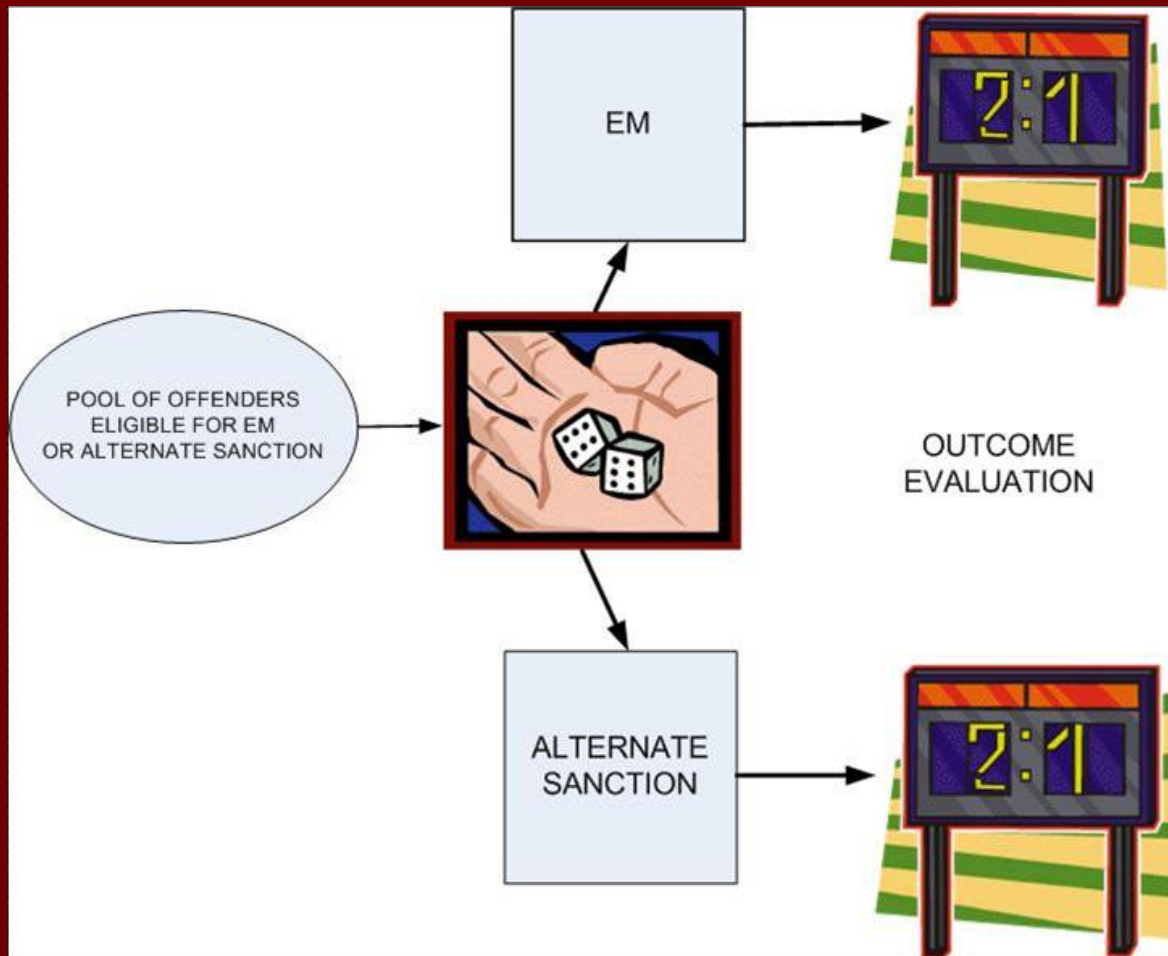 EM
2:1
POOL OF OFFENDERS
ELIGIBLE FOR EM
OR ALTERNATE SANCTION
OUTCOME
EVALUATION
ALTERNATE
SANCTION
2:1